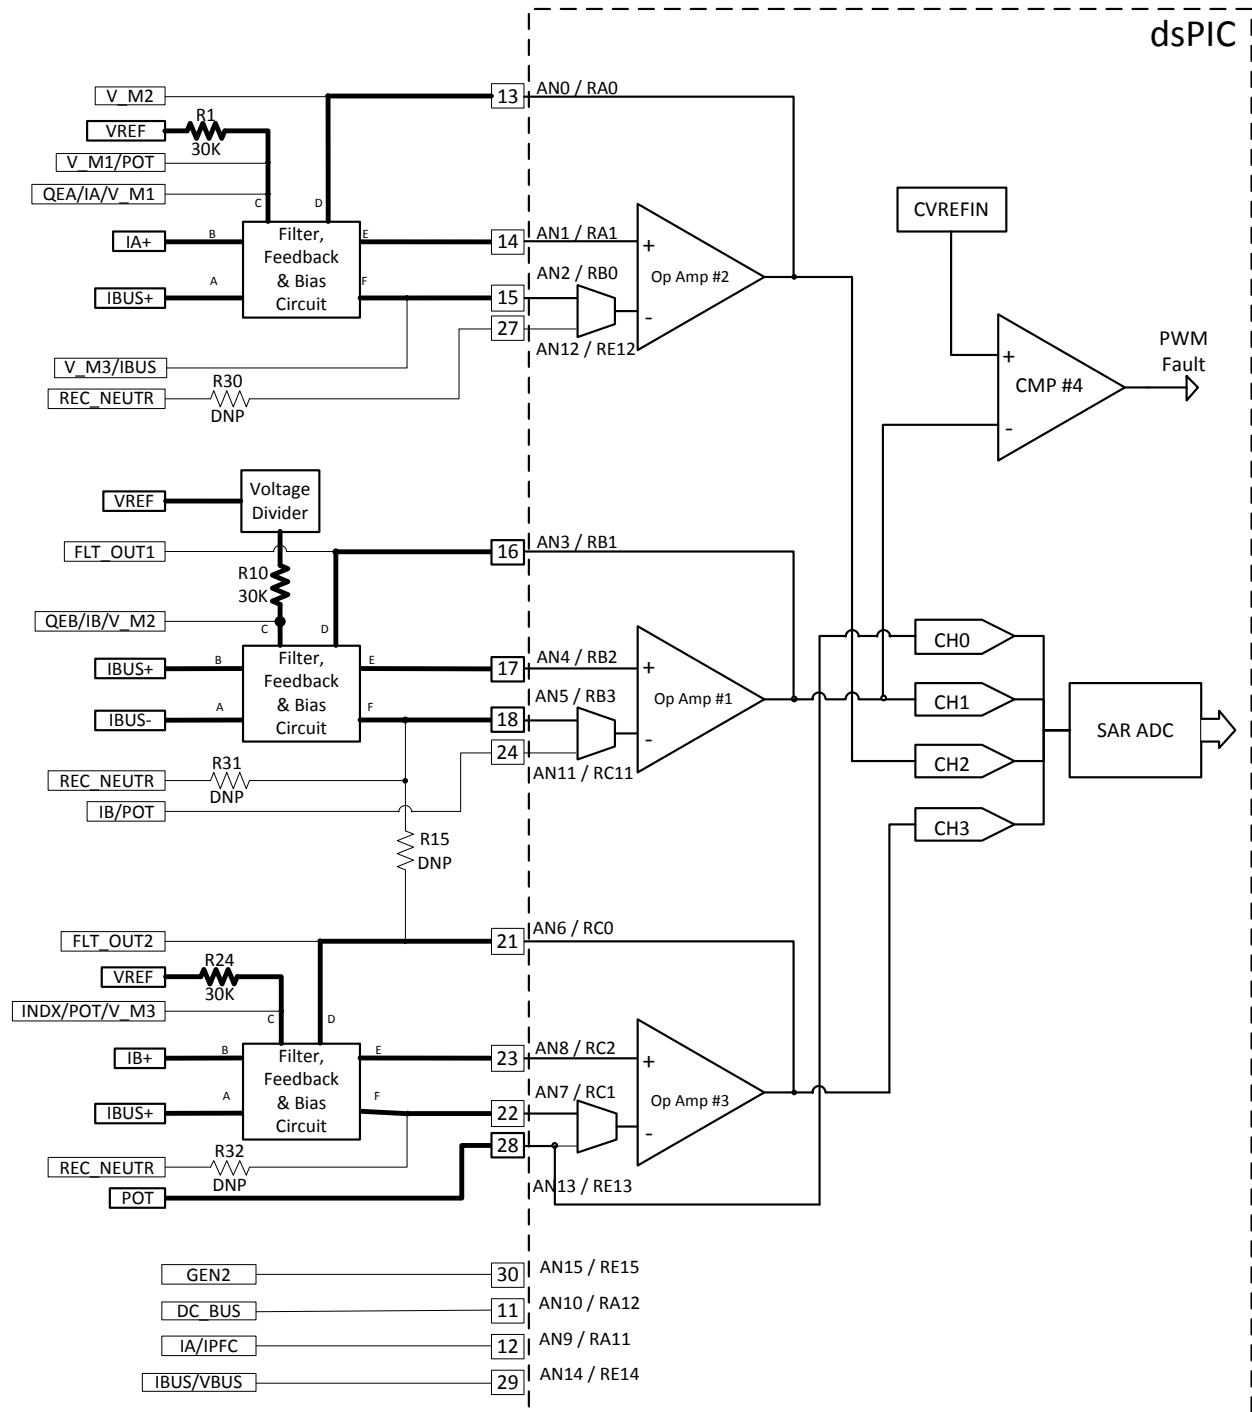 dsPIC
V_M2
13
AN0 / RA0
R1
VREF
30K
V_M1/POT
QEA/IA/V_M1
C
D
CVREFIN
IA+
B
Filter,
Feedback
& Bias
Circuit
E
14
AN1 / RA1
+
Op Amp #2
-
IBUS+
A
F
15
AN2 / RB0
27
AN12 / RE12
V_M3/IBUS
R30
REC_NEUTR
DNP
+
CMP #4
-
PWM
Fault
VREF
Voltage
Divider
FLT_OUT1
16
AN3 / RB1
R10
30K
QEB/IB/V_M2
C
D
CH0
IBUS+
B
Filter,
Feedback
& Bias
Circuit
E
17
AN4 / RB2
+
Op Amp #1
-
CH1
SAR ADC
IBUS-
A
F
18
AN5 / RB3
24
AN11 / RC11
CH2
R31
REC_NEUTR
DNP
IB/POT
CH3
R15
DNP
FLT_OUT2
21
AN6 / RC0
R24
VREF
30K
INDX/POT/V_M3
C
D
IB+
B
Filter,
Feedback
& Bias
Circuit
E
23
AN8 / RC2
+
Op Amp #3
-
IBUS+
A
F
22
AN7 / RC1
28
R32
REC_NEUTR
DNP
AN13 / RE13
POT
GEN2
30
AN15 / RE15
DC_BUS
11
AN10 / RA12
IA/IPFC
12
AN9 / RA11
IBUS/VBUS
29
AN14 / RE14